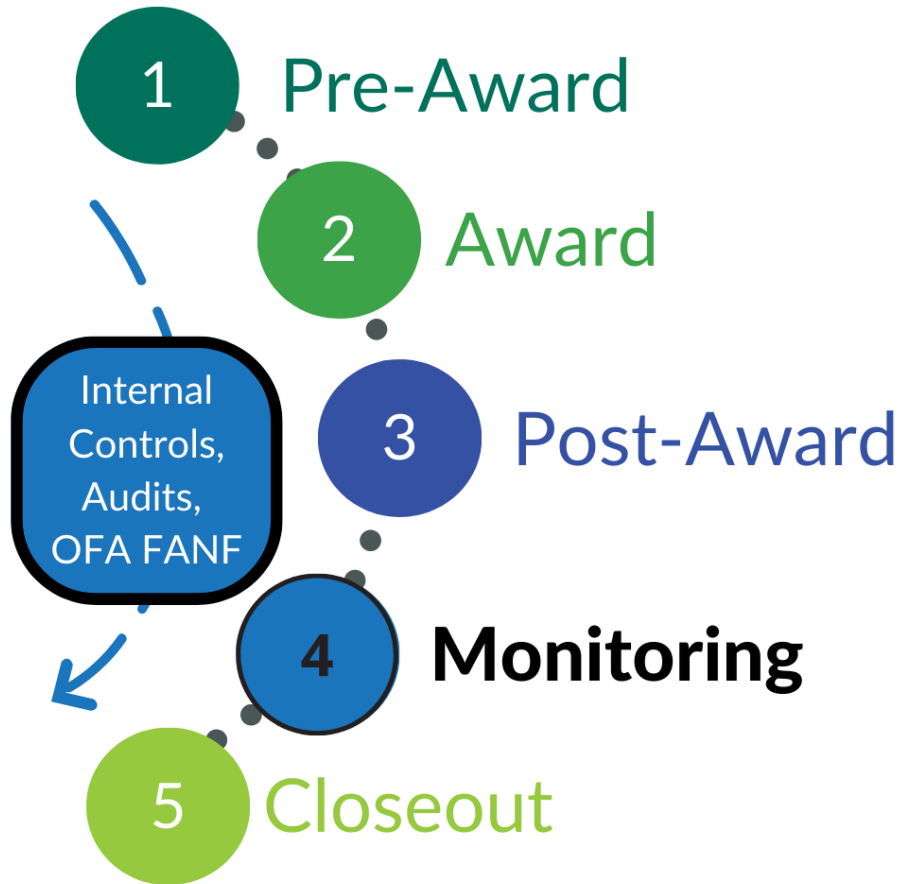 1 Pre-Award
2 Award
Internal
Controls,
Audits,
OFA FANF
3 Post-Award
4 Monitoring
5 Closeout